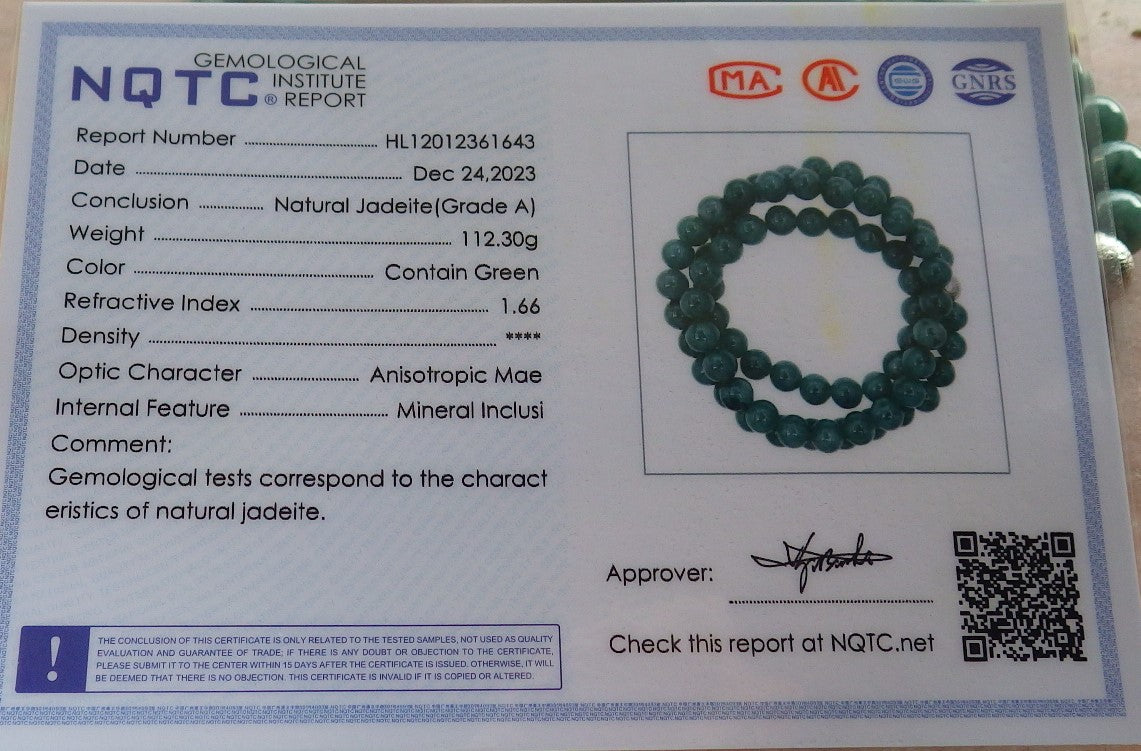 GEMOLOGICAL
NQTC INSTITUTE
® REPORT
MA
GNRS
Report Number HL12012361643
Date Dec 24,2023
Conclusion Natural Jadeite(Grade A)
Weight 112.30g
Color Contain Green
Refractive Index 1.66
Density ****
Optic Character Anisotropic Mae
Internal Feature Mineral Inclusi
Comment:
Gemological tests correspond to the charact
eristics of natural jadeite.
Approver:
Check this report at NQTC.net
! THE CONCLUSION OF THIS CERTIFICATE IS ONLY RELATED TO THE TESTED SAMPLES, NOT USED AS QUALITY
EVALUATION AND GUARANTEE OF TRADE; IF THERE IS ANY DOUBT OR OBJECTION TO THE CERTIFICATE,
PLEASE SUBMIT IT TO THE CENTER WITHIN 15 DAYS AFTER THE CERTIFICATE IS ISSUED. OTHERWISE, IT WILL
BE DEEMED THAT THERE IS NO OBJECTION. THIS CERTIFICATE IS INVALID IF IT IS COPIED OR ALTERED.